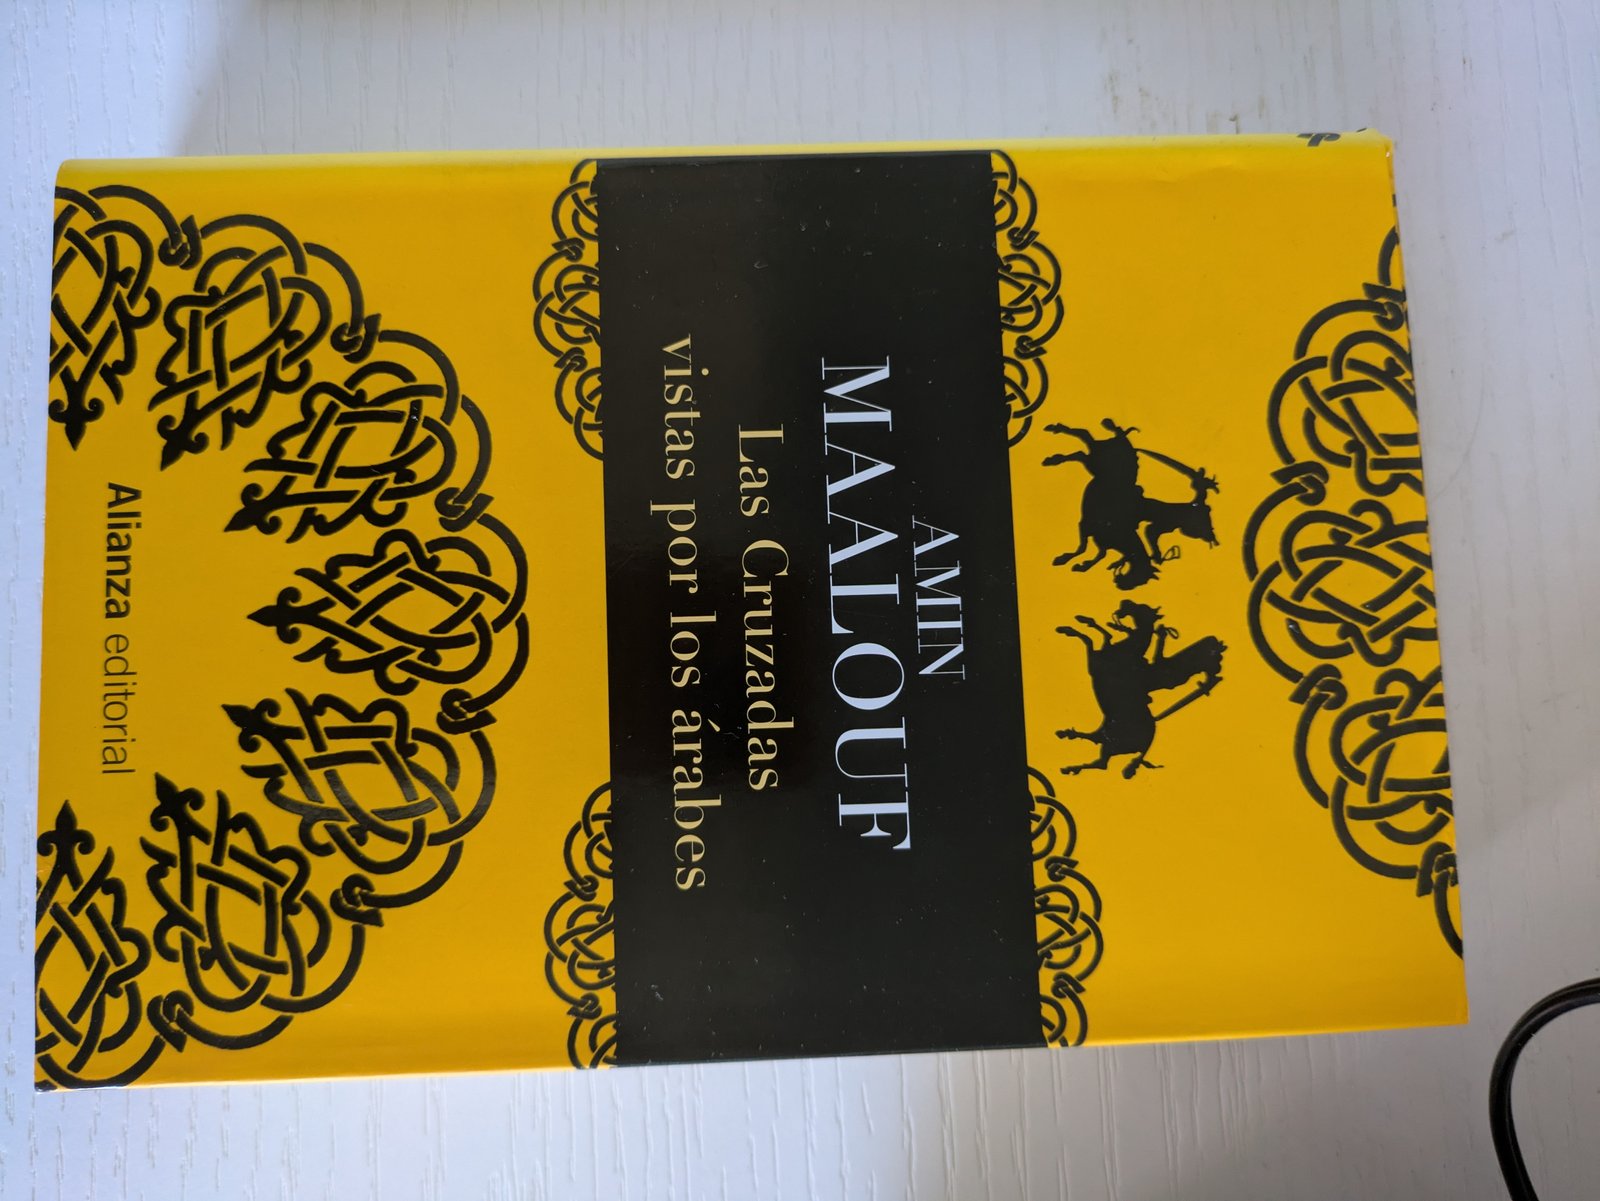 AMIN
MAALOUF
Las Cruzadas
vistas por los árabes
Alianza editorial